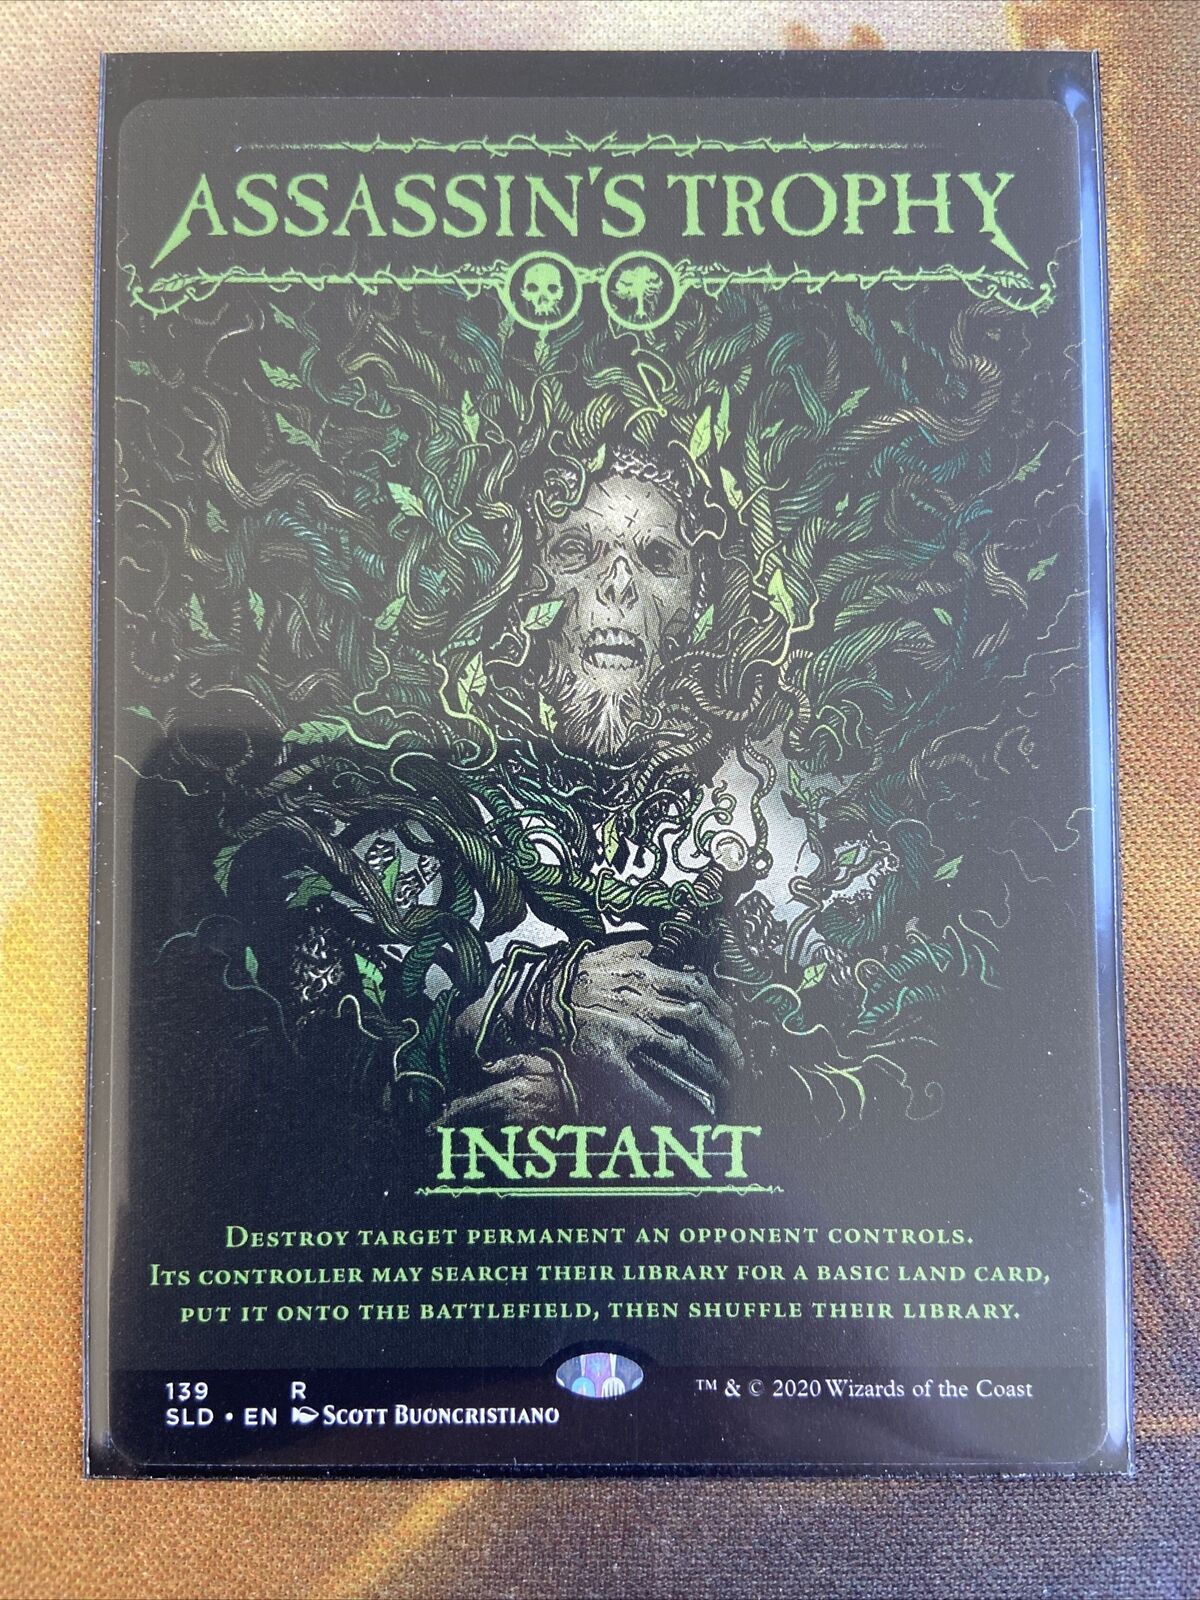 ASSASSIN'S TROPHY
INSTANT
DESTROY TARGET PERMANENT AN OPPONENT CONTROLS.
ITS CONTROLLER MAY SEARCH THEIR LIBRARY FOR A BASIC LAND CARD,
PUT IT ONTO THE BATTLEFIELD, THEN SHUFFLE THEIR LIBRARY.
139 R
SLD • EN SCOTT BUONCRISTIANO
™ & © 2020 Wizards of the Coast